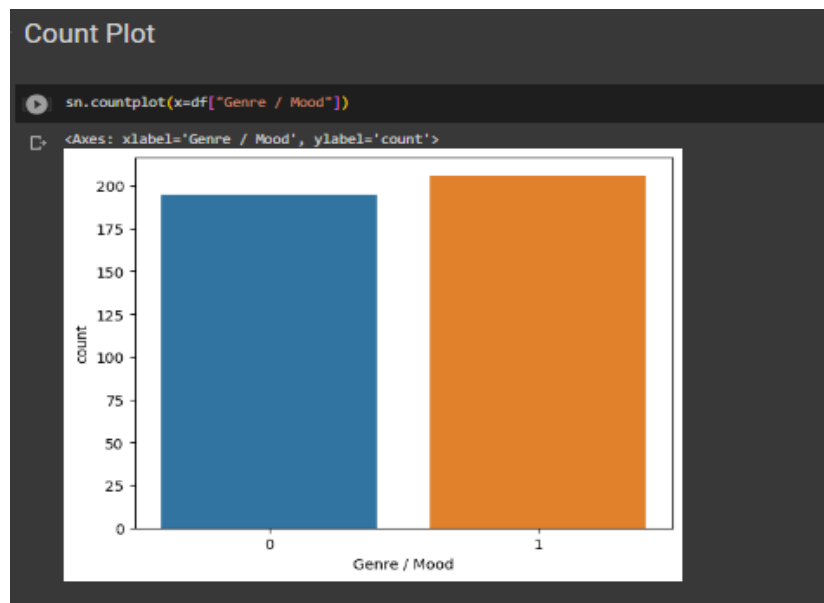 Count Plot
sn.countplot(x=df["Genre / Mood"])
<Axes: xlabel='Genre / Mood', ylabel='count'>
200
175
150
125
100
75
50
25
0
count
0 1
Genre / Mood